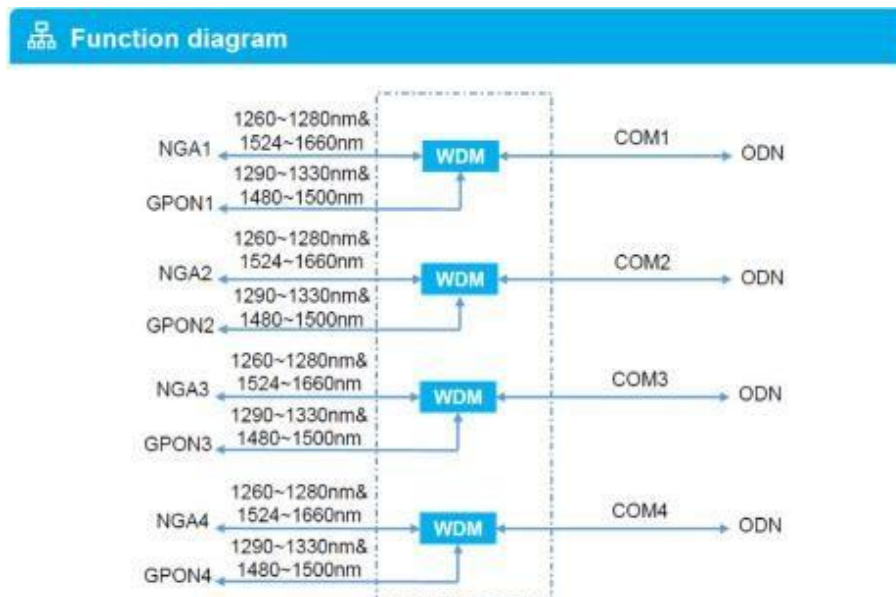 Function diagram
1260~1280nm&
NGA1 1524~1660nm WDM COM1 ODN
1290~1330nm&
GPON1 1480~1500nm
1260~1280nm&
NGA2 1524~1660nm WDM COM2 ODN
1290~1330nm&
GPON2 1480~1500nm
1260~1280nm&
NGA3 1524~1660nm WDM COM3 ODN
1290~1330nm&
GPON3 1480~1500nm
1260~1280nm&
NGA4 1524~1660nm WDM COM4 ODN
1290~1330nm&
GPON4 1480~1500nm